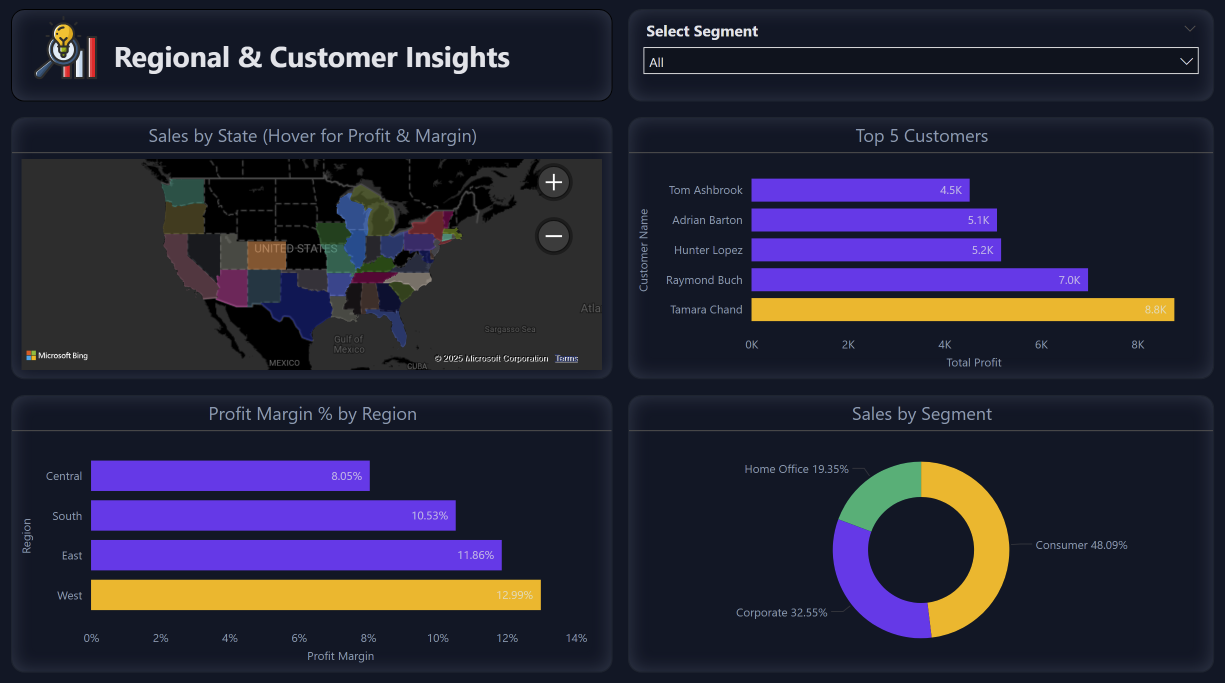 Regional & Customer Insights
Select Segment
All
Sales by State (Hover for Profit & Margin)
UNITED STATES
Atla
Sargasso Sea
Gulf of
Mexico
MEXICO
CUBA
Microsoft Bing
© 2025 Microsoft Corporation Terms
Top 5 Customers
Customer Name
Tom Ashbrook 4.5K
Adrian Barton 5.1K
Hunter Lopez 5.2K
Raymond Buch 7.0K
Tamara Chand 8.8K
0K 2K 4K 6K 8K
Total Profit
Profit Margin % by Region
Region
Central 8.05%
South 10.53%
East 11.86%
West 12.99%
0% 2% 4% 6% 8% 10% 12% 14%
Profit Margin
Sales by Segment
Home Office 19.35%
Consumer 48.09%
Corporate 32.55%